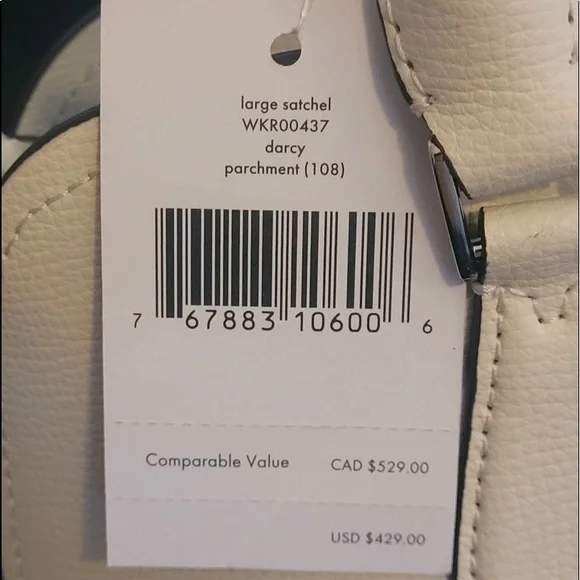 large satchel
WKR00437
darcy
parchment (108)
7 67883 10600 6
Comparable Value CAD $529.00
USD $429.00